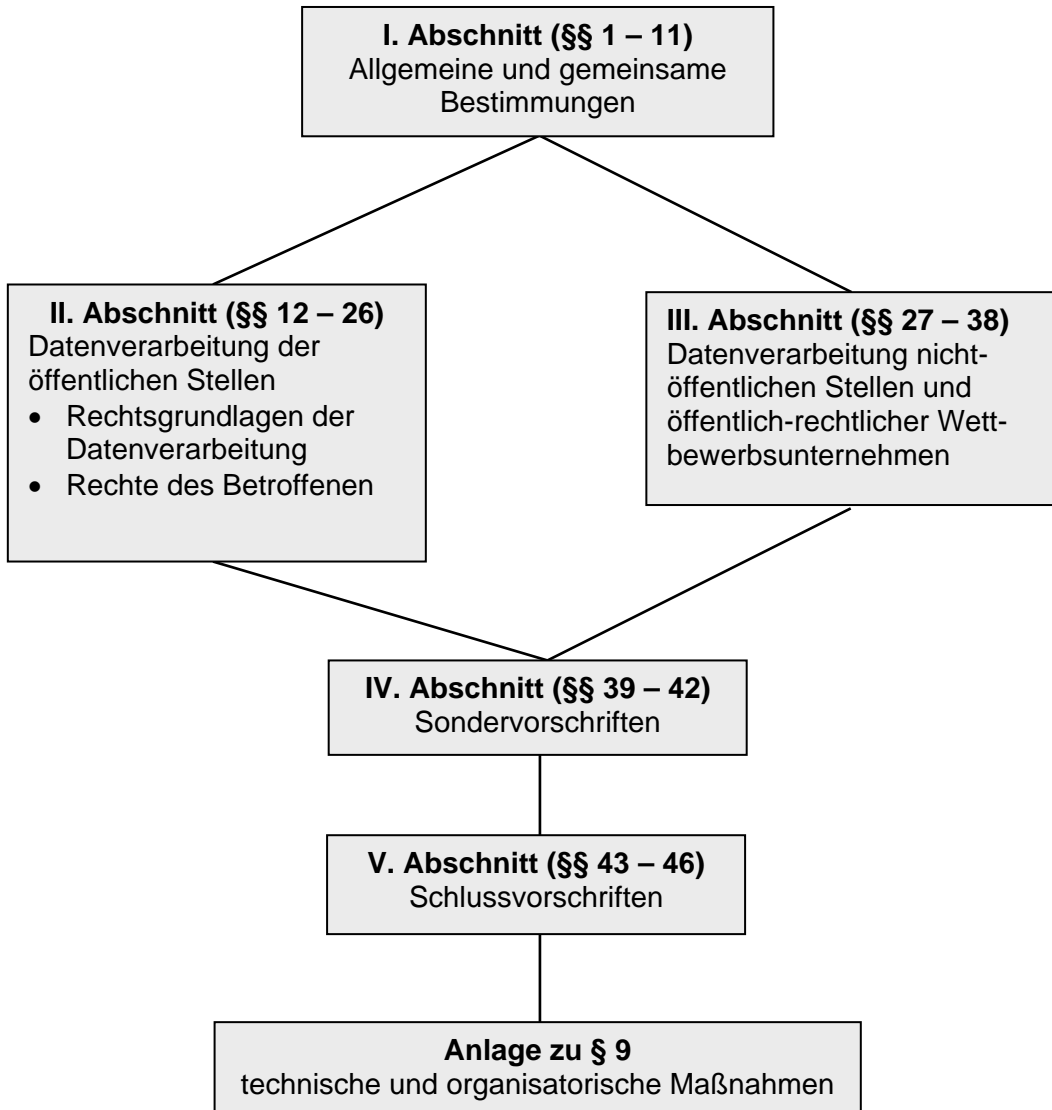 I. Abschnitt (§§ 1 – 11)
Allgemeine und gemeinsame
Bestimmungen
II. Abschnitt (§§ 12 – 26)
Datenverarbeitung der
öffentlichen Stellen
• Rechtsgrundlagen der
Datenverarbeitung
• Rechte des Betroffenen
III. Abschnitt (§§ 27 – 38)
Datenverarbeitung nicht-
öffentlichen Stellen und
öffentlich-rechtlicher Wett-
bewerbsunternehmen
IV. Abschnitt (§§ 39 – 42)
Sondervorschriften
V. Abschnitt (§§ 43 – 46)
Schlussvorschriften
Anlage zu § 9
technische und organisatorische Maßnahmen